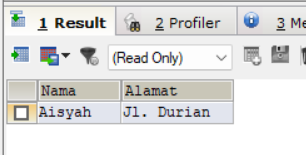 1 Result 2 Profiler 3 Me
(Read Only)
Nama Alamat
Aisyah Jl. Durian